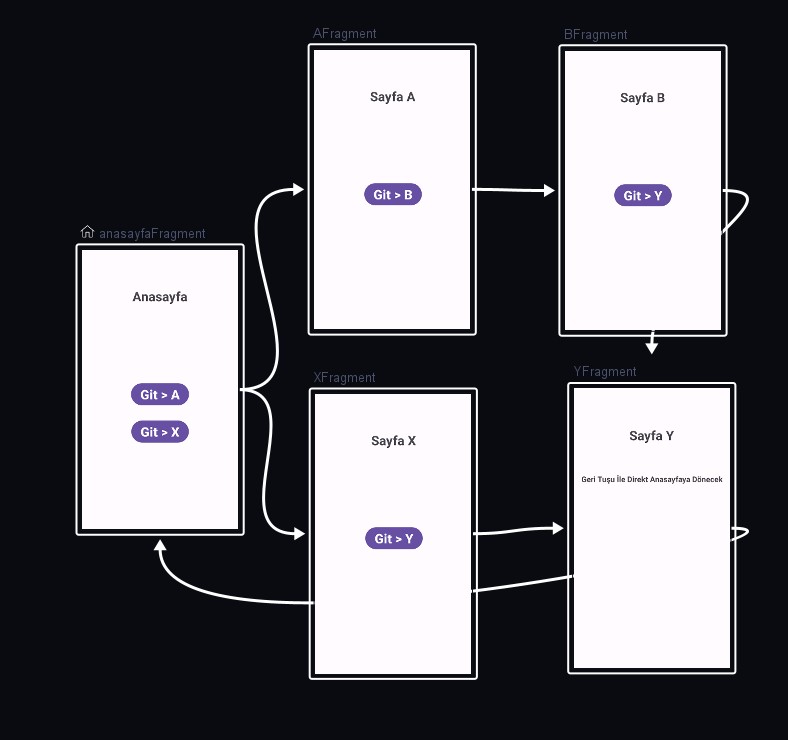 AFragment
Sayfa A
Git > B
BFragment
Sayfa B
Git > Y
anasayfaFragment
Anasayfa
Git > A
Git > X
XFragment
Sayfa X
Git > Y
YFragment
Sayfa Y
Geri Tuşu İle Direkt Anasayfaya Dönecek